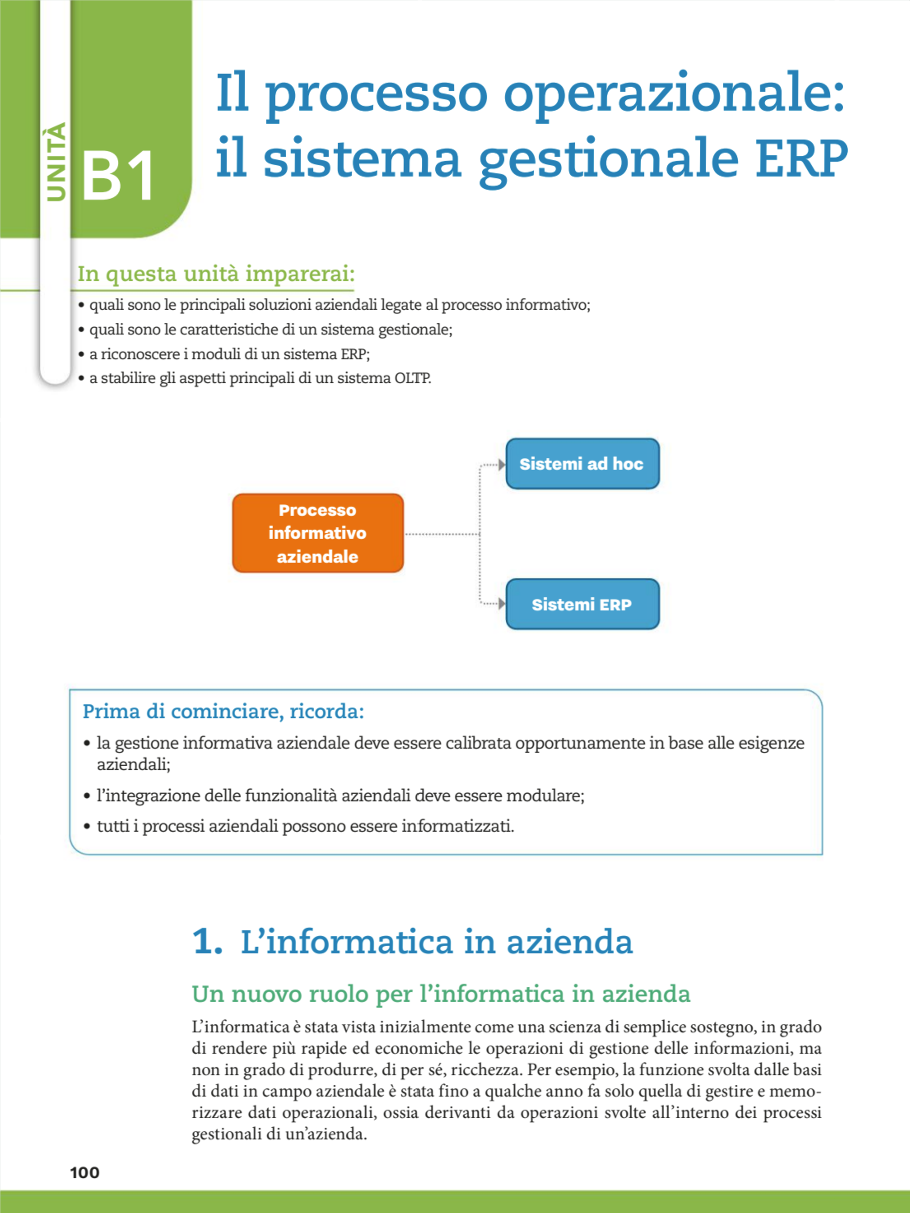 UNITÀ
B1
Il processo operazionale:
il sistema gestionale ERP
In questa unità imparerai:
• quali sono le principali soluzioni aziendali legate al processo informativo;
• quali sono le caratteristiche di un sistema gestionale;
• a riconoscere i moduli di un sistema ERP;
• a stabilire gli aspetti principali di un sistema OLTP.
Processo
informativo
aziendale
Sistemi ad hoc
Sistemi ERP
Prima di cominciare, ricorda:
• la gestione informativa aziendale deve essere calibrata opportunamente in base alle esigenze
aziendali;
• l'integrazione delle funzionalità aziendali deve essere modulare;
• tutti i processi aziendali possono essere informatizzati.
1. L'informatica in azienda
Un nuovo ruolo per l'informatica in azienda
L'informatica è stata vista inizialmente come una scienza di semplice sostegno, in grado
di rendere più rapide ed economiche le operazioni di gestione delle informazioni, ma
non in grado di produrre, di per sé, ricchezza. Per esempio, la funzione svolta dalle basi
di dati in campo aziendale è stata fino a qualche anno fa solo quella di gestire e memo-
rizzare dati operazionali, ossia derivanti da operazioni svolte all'interno dei processi
gestionali di un'azienda.
100